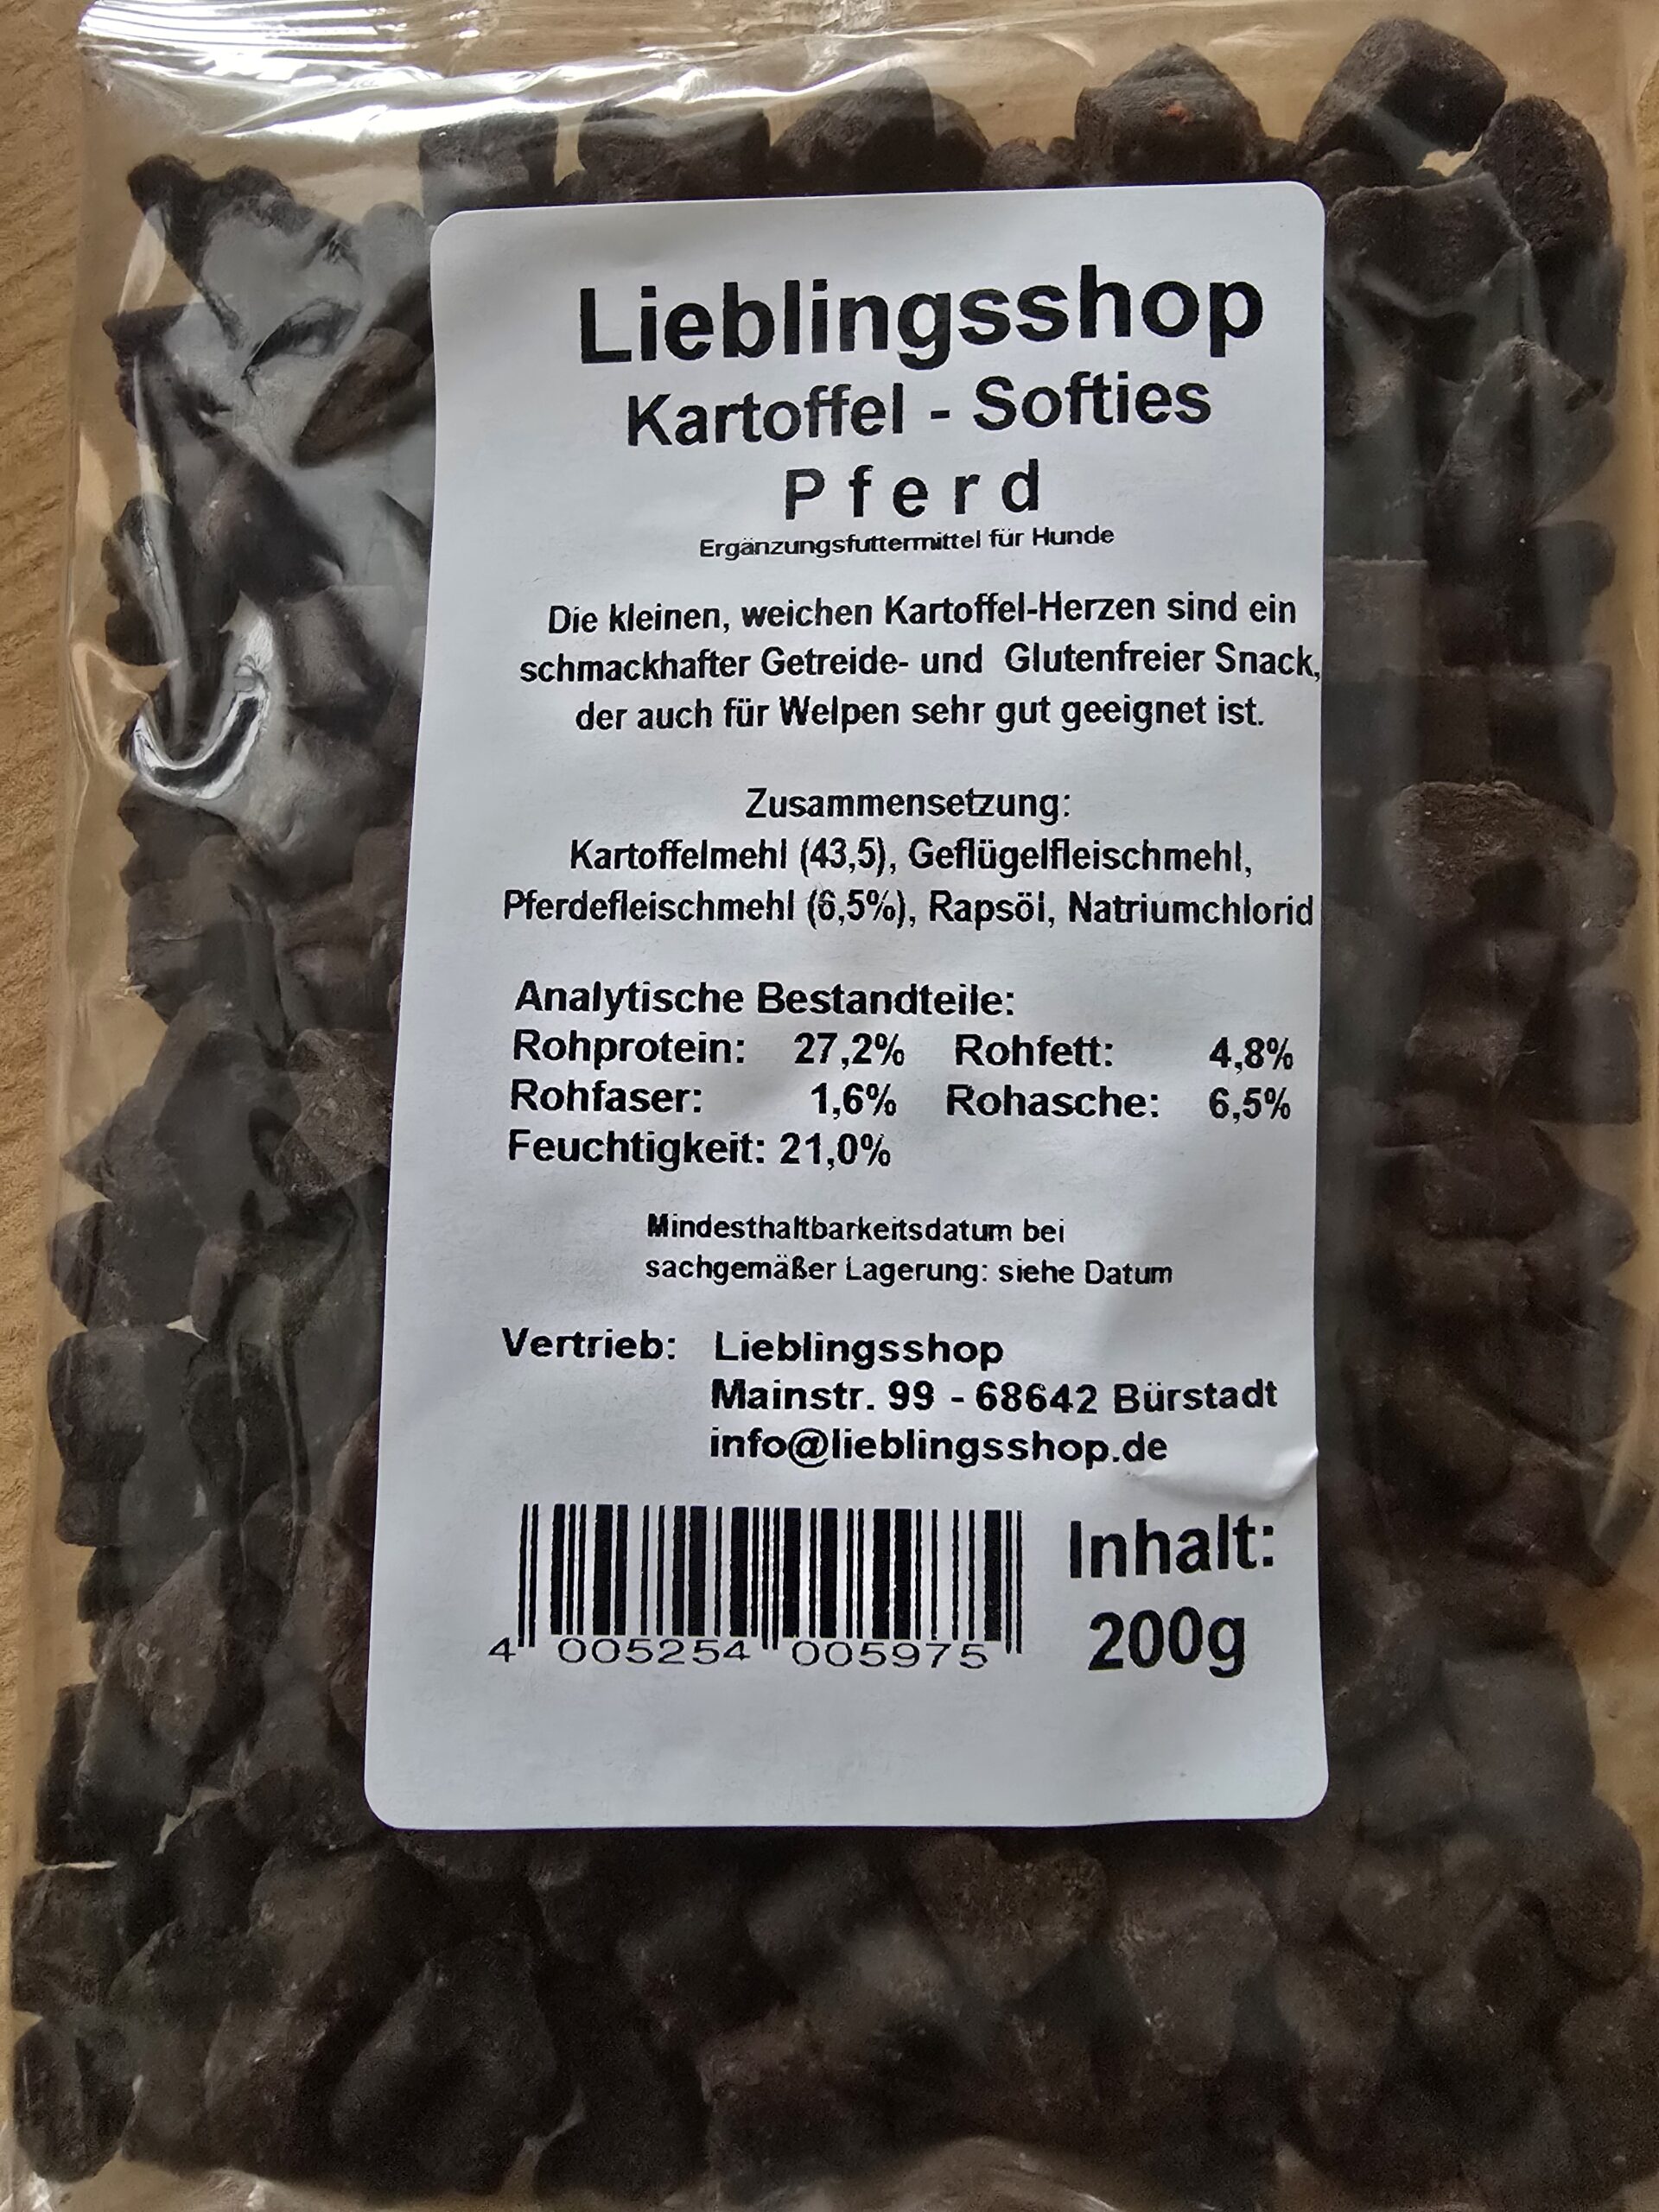 Lieblingsshop
Kartoffel - Softies
Pferd
Ergänzungsfuttermittel für Hunde
Die kleinen, weichen Kartoffel-Herzen sind ein
schmackhafter Getreide- und Glutenfreier Snack,
der auch für Welpen sehr gut geeignet ist.
Zusammensetzung:
Kartoffelmehl (43,5), Geflügelfleischmehl,
Pferdefleischmehl (6,5%), Rapsöl, Natriumchlorid
Analytische Bestandteile:
Rohprotein: 27,2% Rohfett: 4,8%
Rohfaser: 1,6% Rohasche: 6,5%
Feuchtigkeit: 21,0%
Mindesthaltbarkeitsdatum bei
sachgemäßer Lagerung: siehe Datum
Vertrieb: Lieblingsshop
Mainstr. 99 - 68642 Bürstadt
info@lieblingsshop.de
Inhalt:
200g
4 005254 005975